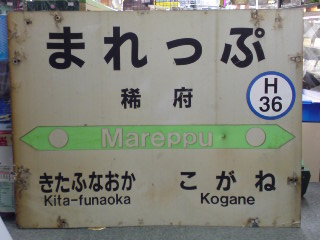 まれっぷ
稀府
H
36
Mareppu
きたふなおか こがね
Kita-funaoka Kogane